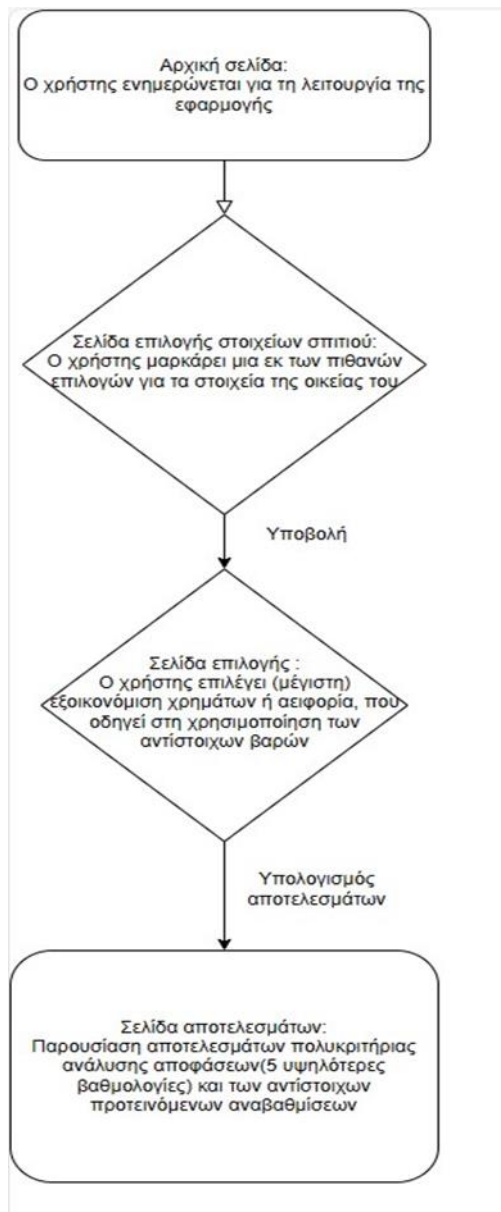 Αρχική σελίδα:
Ο χρήστης ενημερώνεται για τη λειτουργία της
εφαρμογής
Σελίδα επιλογής στοιχείων σπιτιού:
Ο χρήστης μαρκάρει μια εκ των πιθανών
επιλογών για τα στοιχεία της οικείας του
Υποβολή
Σελίδα επιλογής :
Ο χρήστης επιλέγει (μέγιστη)
εξοικονόμιση χρημάτων ή αειφορία, που
οδηγεί στη χρησιμοποίηση των
αντίστοιχων βαρών
Υπολογισμός
αποτελεσμάτων
Σελίδα αποτελεσμάτων:
Παρουσίαση αποτελεσμάτων πολυκριτήριας
ανάλυσης αποφάσεων(5 υψηλότερες
βαθμολογίες) και των αντίστοιχων
προτεινόμενων αναβαθμίσεων